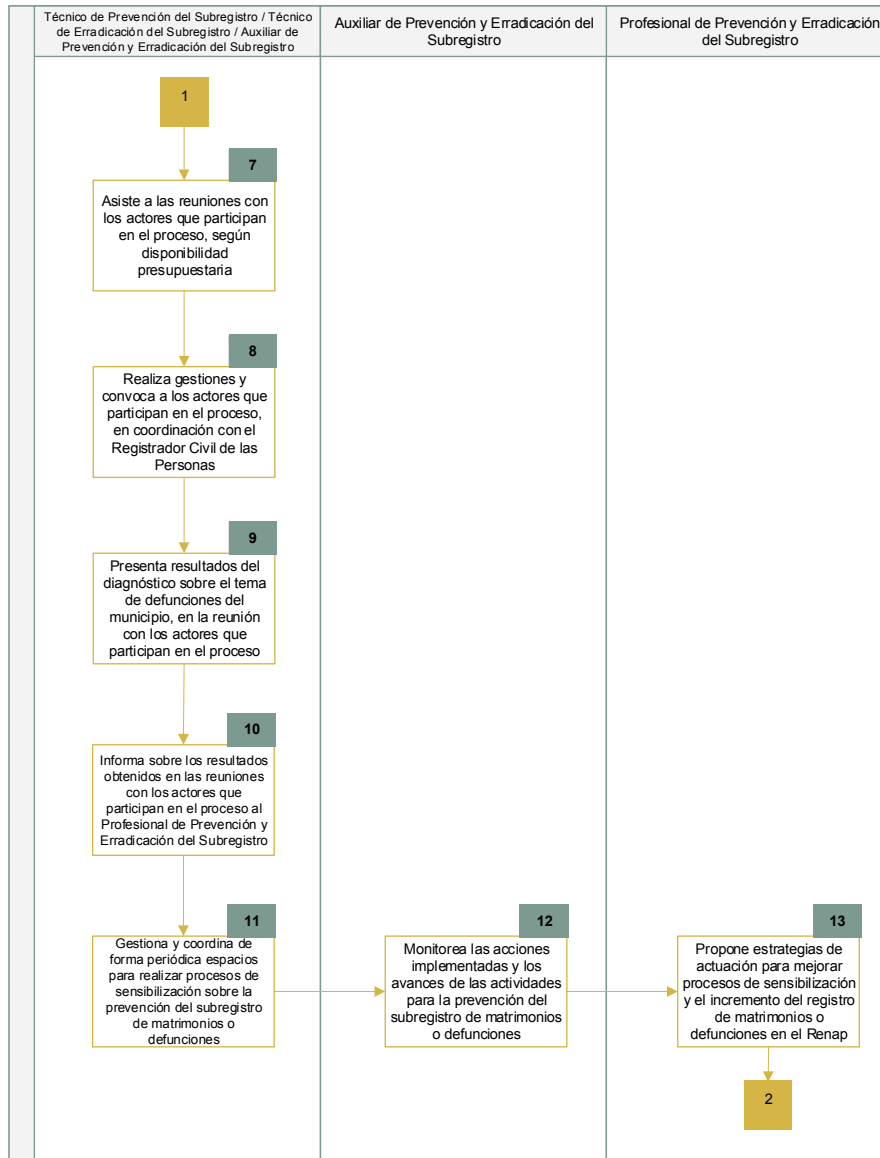 Técnico de Prevención del Subregistro / Técnico
de Erradicación del Subregistro / Auxiliar de
Prevención y Erradicación del Subregistro
Auxiliar de Prevención y Erradicación del
Subregistro
Profesional de Prevención y Erradicación
del Subregistro
1
7
Asiste a las reuniones con
los actores que participan
en el proceso, según
disponibilidad
presupuestaria
8
Realiza gestiones y
convoca a los actores que
participan en el proceso,
en coordinación con el
Registrador Civil de las
Personas
9
Presenta resultados del
diagnóstico sobre el tema
de defunciones del
municipio, en la reunión
con los actores que
participan en el proceso
10
Informa sobre los resultados
obtenidos en las reuniones
con los actores que
participan en el proceso al
Profesional de Prevención y
Erradicación del Subregistro
11
Gestiona y coordina de
forma periódica espacios
para realizar procesos de
sensibilización sobre la
prevención del subregistro
de matrimonios o
defunciones
12
Monitorea las acciones
implementadas y los
avances de las actividades
para la prevención del
subregistro de matrimonios
o defunciones
13
Propone estrategias de
actuación para mejorar
procesos de sensibilización
y el incremento del registro
de matrimonios o
defunciones en el Renap
2